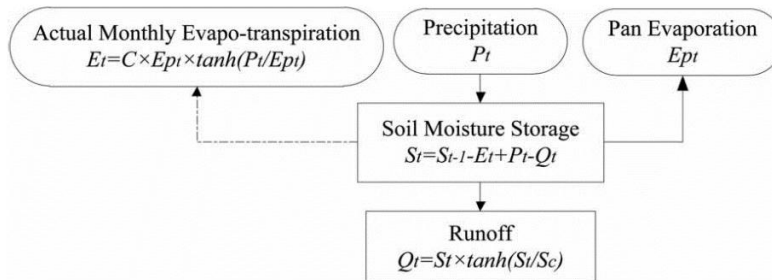 Actual Monthly Evapo-transpiration
Et=C×Ept×tanh(Pt/Ept)
Precipitation
Pt
Pan Evaporation
Ept
Soil Moisture Storage
St=St-1-Et+Pt-Qt
Runoff
Qt=St×tanh(St/Sc)